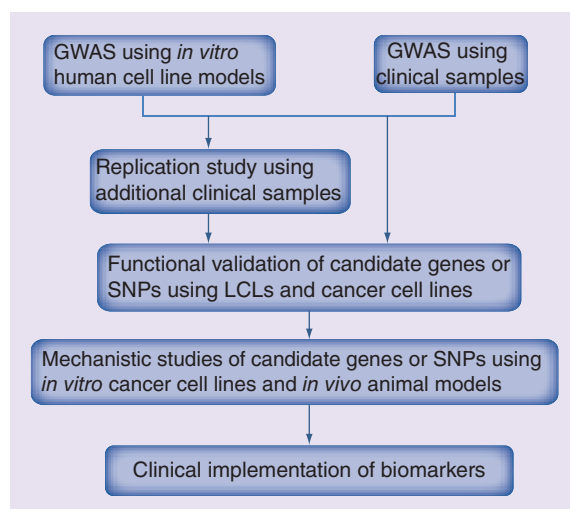 GWAS using in vitro
human cell line models
GWAS using
clinical samples
Replication study using
additional clinical samples
Functional validation of candidate genes or
SNPs using LCLs and cancer cell lines
Mechanistic studies of candidate genes or SNPs using
in vitro cancer cell lines and in vivo animal models
Clinical implementation of biomarkers